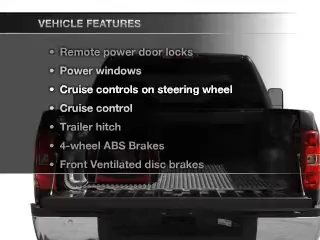 VEHICLE FEATURES
• Remote power door locks
• Power windows
• Cruise controls on steering wheel
• Cruise control
• Trailer hitch
• 4-wheel ABS Brakes
• Front Ventilated disc brakes